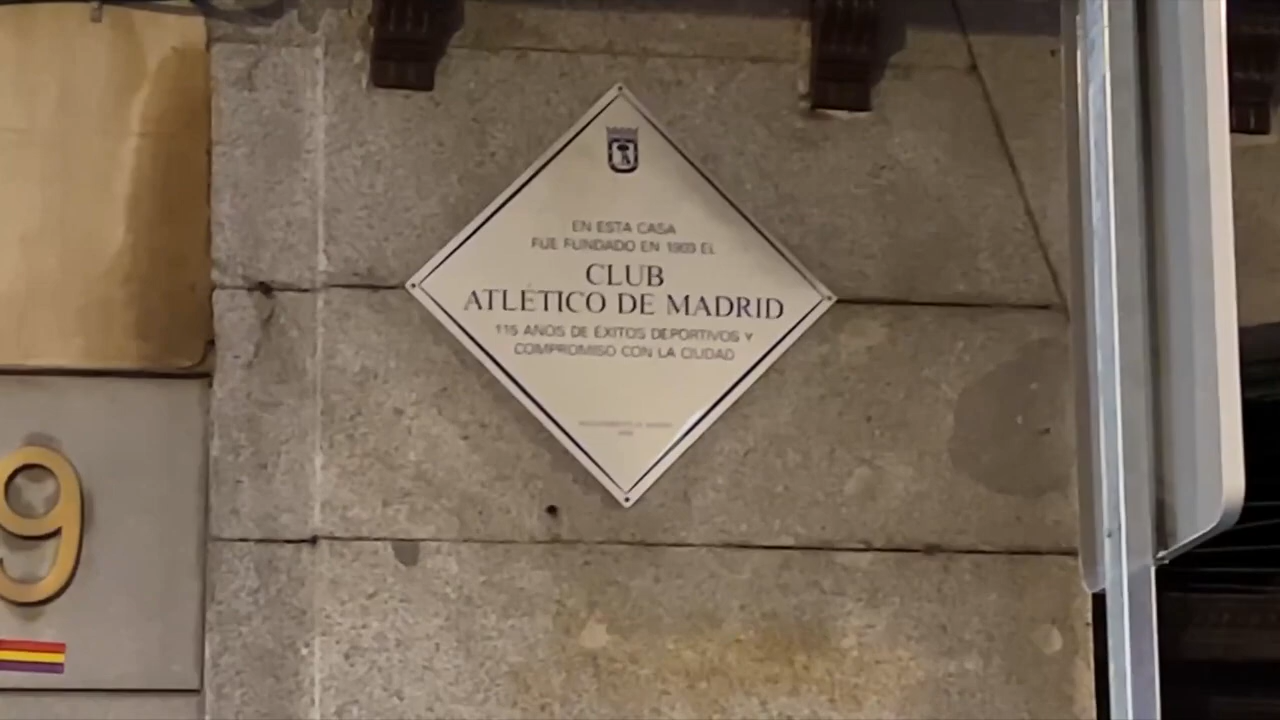 EN ESTA CASA
FUE FUNDADO EN 1903 EL
CLUB
ATLÉTICO DE MADRID
115 AÑOS DE ÉXITOS DEPORTIVOS Y
COMPROMISO CON LA CIUDAD
9